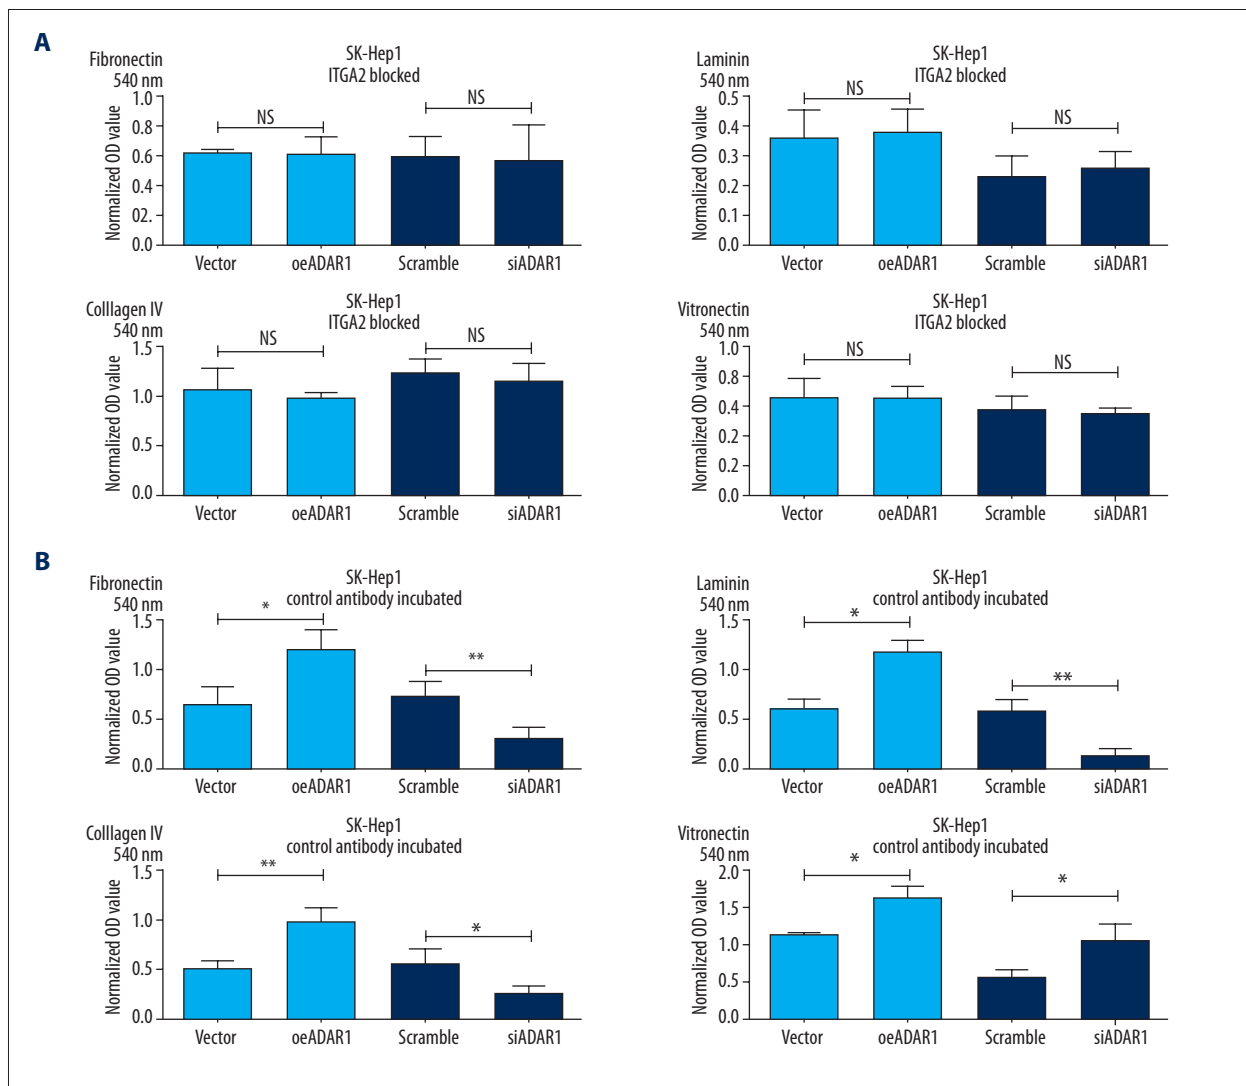 A
Fibronectin
540 nm
SK-Hep1
ITGA2 blocked
Normalized OD value
1.0
0.8
0.6
0.4
02.
0.0
NS
NS
Vector
oeADAR1
Scramble
siADAR1
Laminin
540 nm
SK-Hep1
ITGA2 blocked
Normalized OD value
0.5
0.4
0.3
0.2
0.1
0.0
NS
NS
Vector
oeADAR1
Scramble
siADAR1
Colllagen IV
540 nm
SK-Hep1
ITGA2 blocked
Normalized OD value
1.5
1.0
0.5
0.0
NS
NS
Vector
oeADAR1
Scramble
siADAR1
Vitronectin
540 nm
SK-Hep1
ITGA2 blocked
Normalized OD value
1.0
0.8
0.4
0.2
0.2
0.0
NS
NS
Vector
oeADAR1
Scramble
siADAR1
B
Fibronectin
540 nm
SK-Hep1
control antibody incubated
Normalized OD value
1.5
1.0
0.5
0.0
*
**
Vector
oeADAR1
Scramble
siADAR1
Laminin
540 nm
SK-Hep1
control antibody incubated
Normalized OD value
1.5
1.0
0.5
0.0
*
**
Vector
oeADAR1
Scramble
siADAR1
Colllagen IV
540 nm
SK-Hep1
control antibody incubated
Normalized OD value
1.5
1.0
0.5
0.0
**
*
Vector
oeADAR1
Scramble
siADAR1
Vitronectin
540 nm
SK-Hep1
control antibody incubated
Normalized OD value
2.0
1.5
1.0
0.5
0.0
*
*
Vector
oeADAR1
Scramble
siADAR1